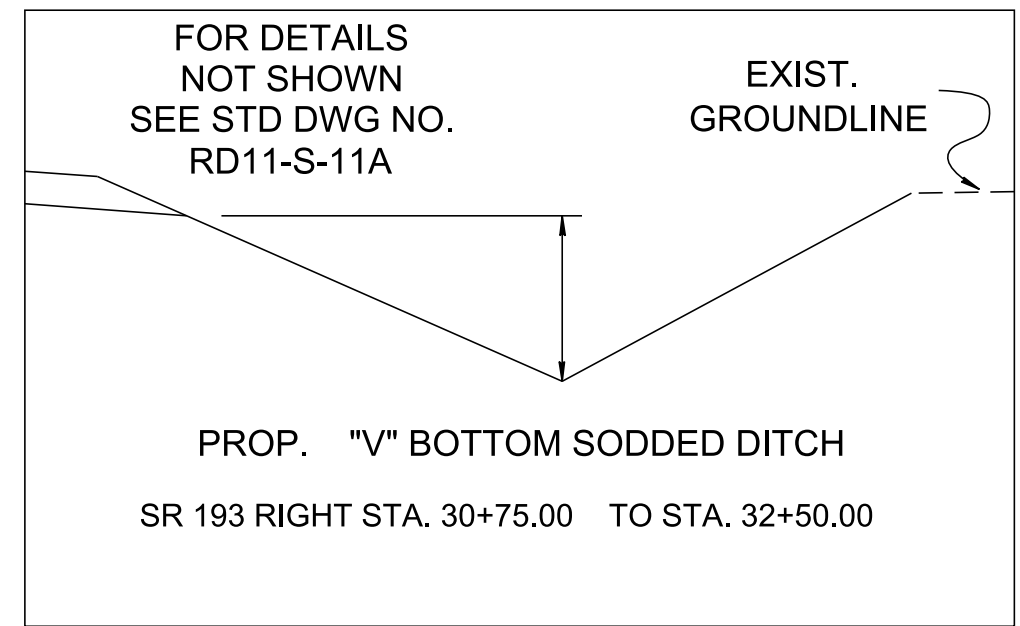 FOR DETAILS
NOT SHOWN
SEE STD DWG NO.
RD11-S-11A
EXIST.
GROUNDLINE
PROP. "V" BOTTOM SODDED DITCH
SR 193 RIGHT STA. 30+75.00 TO STA. 32+50.00